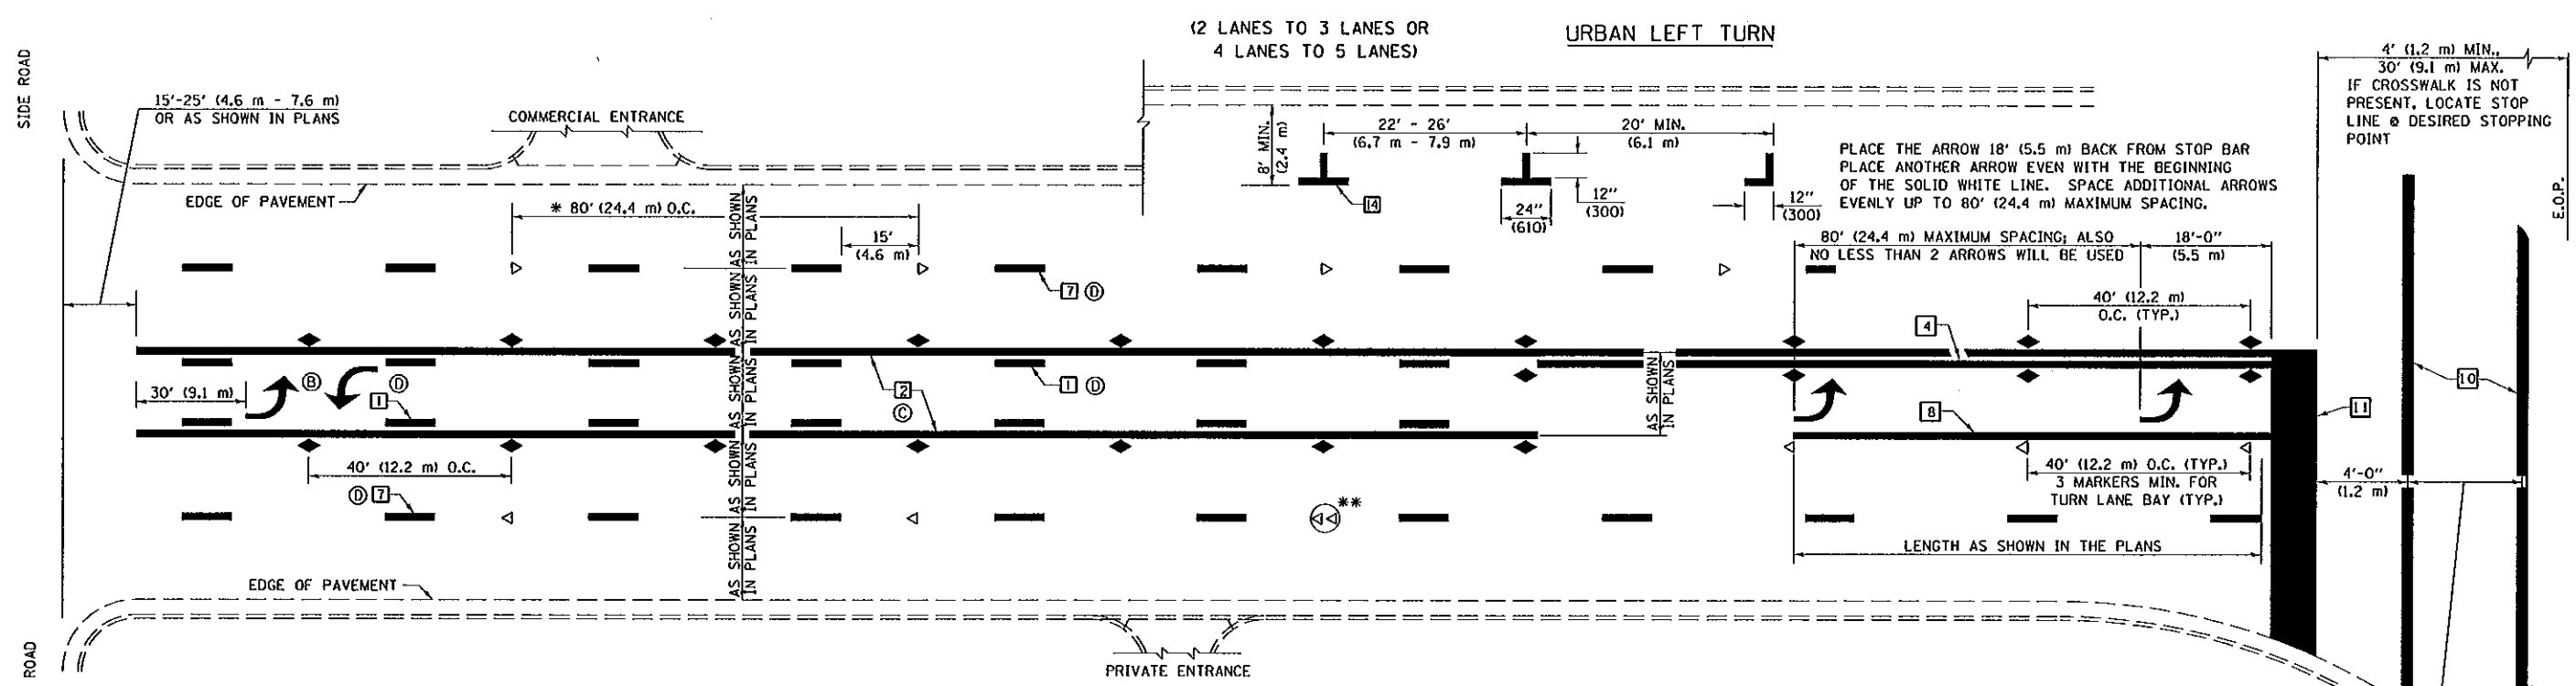 (2 LANES TO 3 LANES OR
4 LANES TO 5 LANES)
URBAN LEFT TURN
SIDE ROAD
15'-25' (4.6 m - 7.6 m)
OR AS SHOWN IN PLANS
COMMERCIAL ENTRANCE
EDGE OF PAVEMENT
* 80' (24.4 m) O.C.
15'
(4.6 m)
AS SHOWN
IN PLANS
AS SHOWN
IN PLANS
AS SHOWN
IN PLANS
AS SHOWN
IN PLANS
8' MIN.
(2.4 m)
22' - 26'
(6.7 m - 7.9 m)
20' MIN.
(6.1 m)
14
24"
(610)
12"
(300)
12"
(300)
4' (1.2 m) MIN.,
30' (9.1 m) MAX.
IF CROSSWALK IS NOT
PRESENT, LOCATE STOP
LINE @ DESIRED STOPPING
POINT
E.O.P.
PLACE THE ARROW 18' (5.5 m) BACK FROM STOP BAR
PLACE ANOTHER ARROW EVEN WITH THE BEGINNING
OF THE SOLID WHITE LINE. SPACE ADDITIONAL ARROWS
EVENLY UP TO 80' (24.4 m) MAXIMUM SPACING.
80' (24.4 m) MAXIMUM SPACING; ALSO
NO LESS THAN 2 ARROWS WILL BE USED
18'-0"
(5.5 m)
7 D
40' (12.2 m)
O.C. (TYP.)
4
30' (9.1 m)
B
D
1
2
C
1 D
AS SHOWN
IN PLANS
8
10
11
40' (12.2 m) O.C.
D 7
**
40' (12.2 m) O.C. (TYP.)
3 MARKERS MIN. FOR
TURN LANE BAY (TYP.)
4'-0"
(1.2 m)
LENGTH AS SHOWN IN THE PLANS
EDGE OF PAVEMENT
ROAD
PRIVATE ENTRANCE